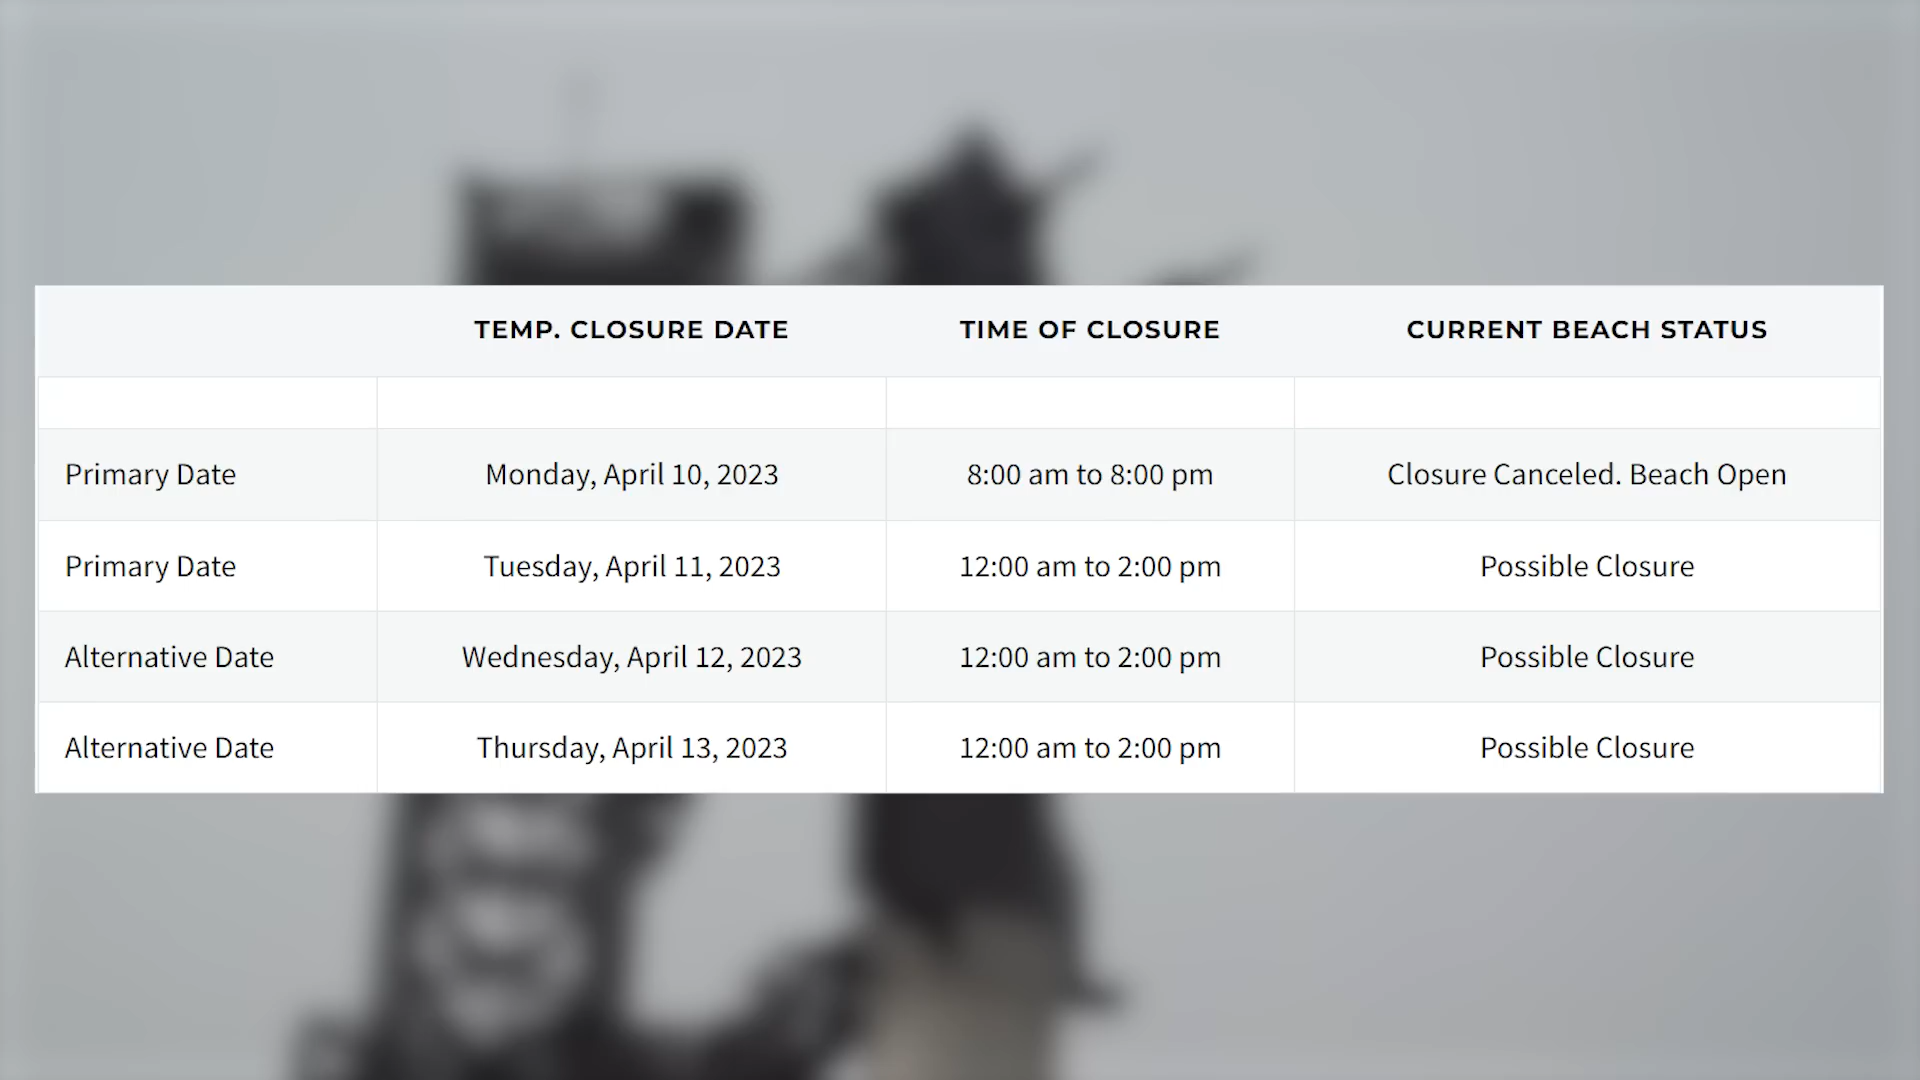 TEMP. CLOSURE DATE TIME OF CLOSURE CURRENT BEACH STATUS
Primary Date Monday, April 10, 2023 8:00 am to 8:00 pm Closure Canceled. Beach Open
Primary Date Tuesday, April 11, 2023 12:00 am to 2:00 pm Possible Closure
Alternative Date Wednesday, April 12, 2023 12:00 am to 2:00 pm Possible Closure
Alternative Date Thursday, April 13, 2023 12:00 am to 2:00 pm Possible Closure